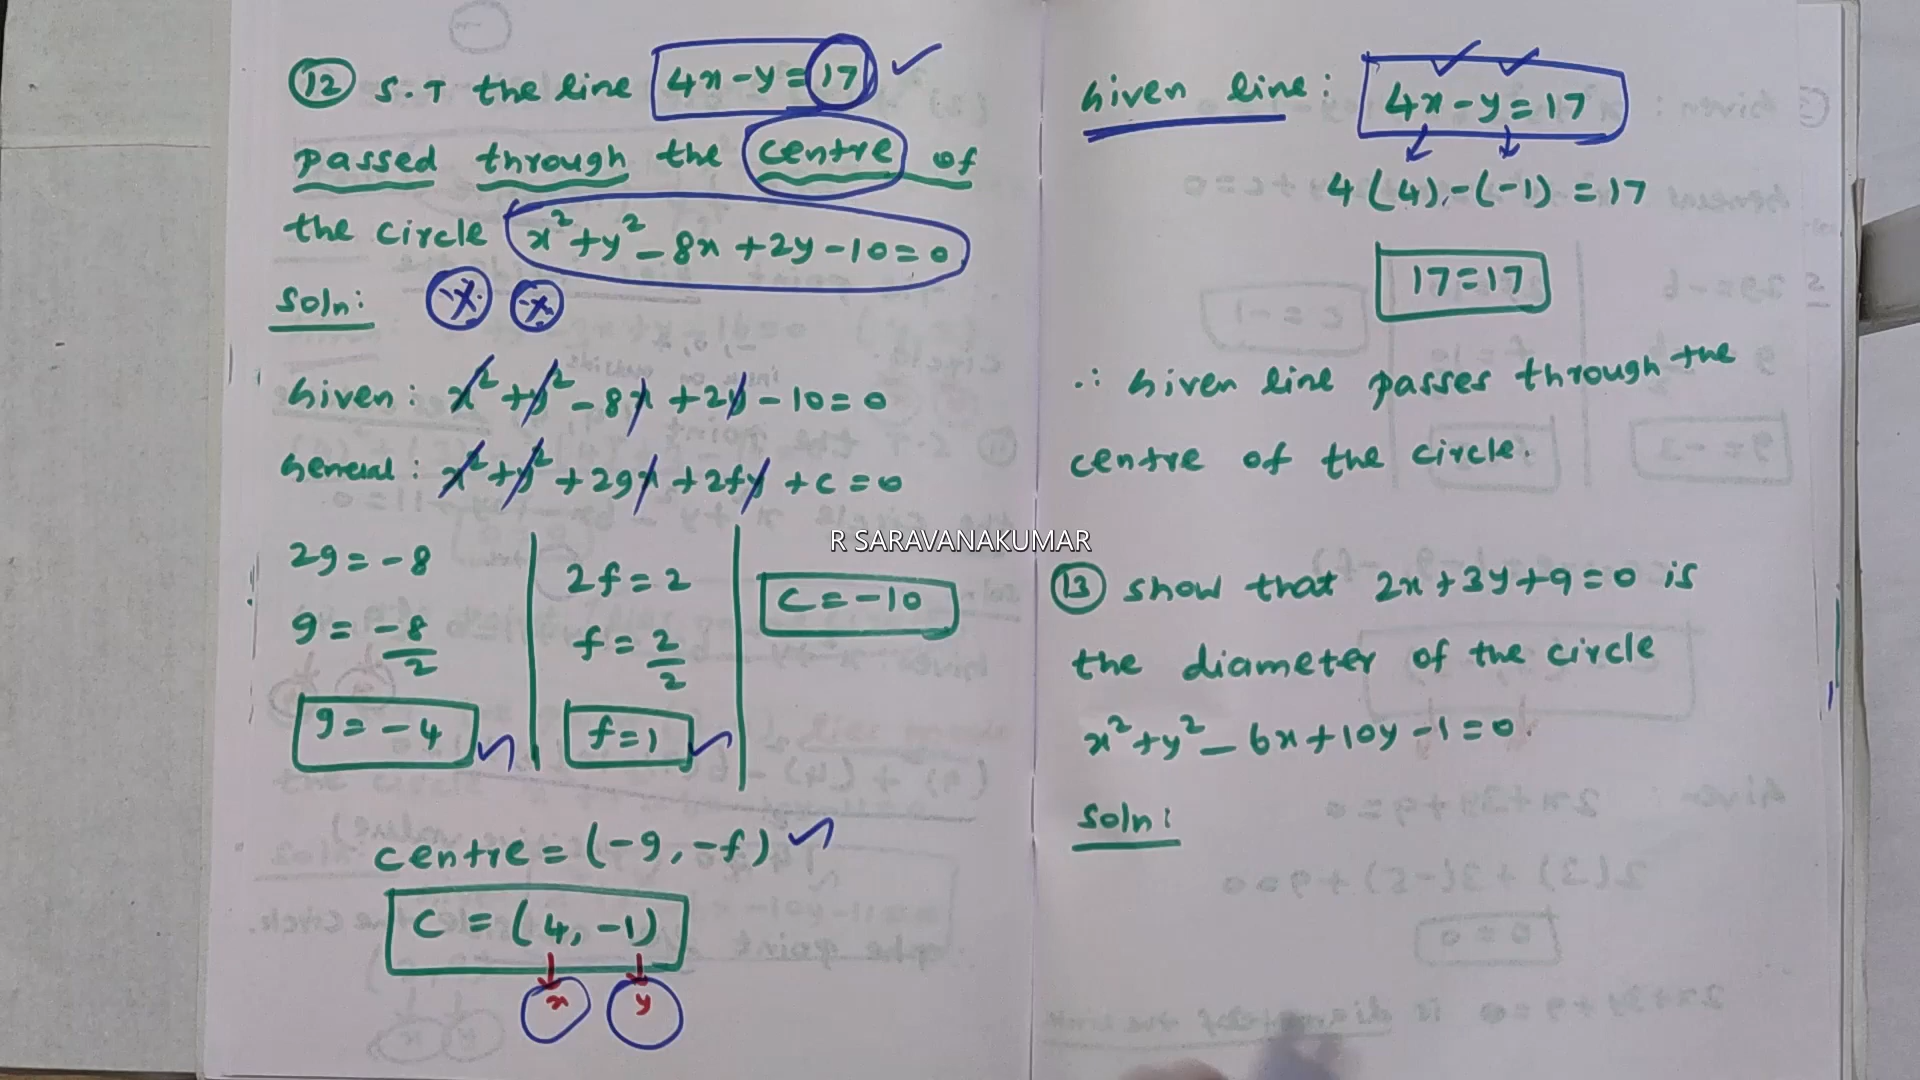 12 S.T the line 4x-y=17
passed through the centre of
the circle x²+y²-8x+2y-10=0
Soln:
Given: x²+y²-8x+2y-10=0
General: x²+y²+2gx+2fy+c=0
2g=-8
g=-8/2
g=-4
2f=2
f=2/2
f=1
C=-10
centre=(-g,-f)
C=(4,-1)
x y
Given line: 4x-y=17
4(4)-(-1)=17
17=17
∴ Given line passes through the
centre of the circle.
R SARAVANAKUMAR
13 show that 2x+3y+9=0 is
the diameter of the circle
x²+y²-6x+10y-1=0.
Soln: